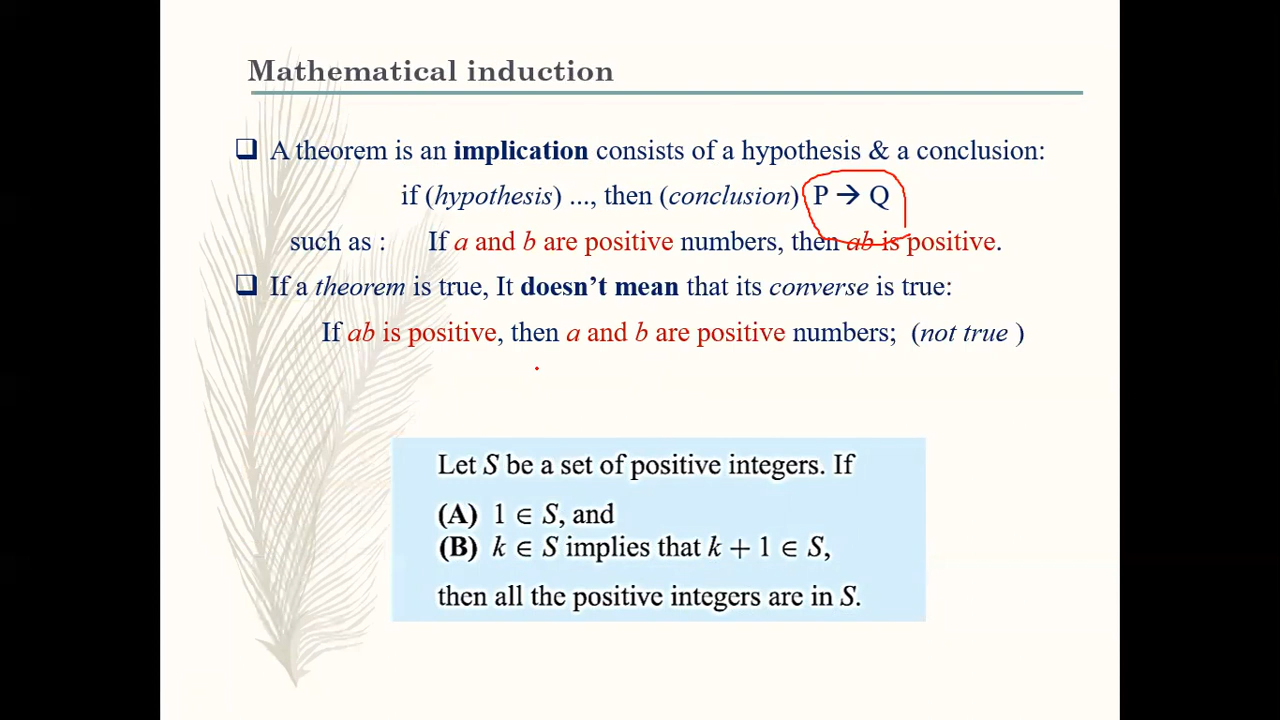 Mathematical induction
❑ A theorem is an implication consists of a hypothesis & a conclusion:
if (hypothesis) ..., then (conclusion) P → Q
such as : If a and b are positive numbers, then ab is positive.
❑ If a theorem is true, It doesn't mean that its converse is true:
If ab is positive, then a and b are positive numbers; (not true )
Let S be a set of positive integers. If
(A) 1 ∈ S, and
(B) k ∈ S implies that k + 1 ∈ S,
then all the positive integers are in S.